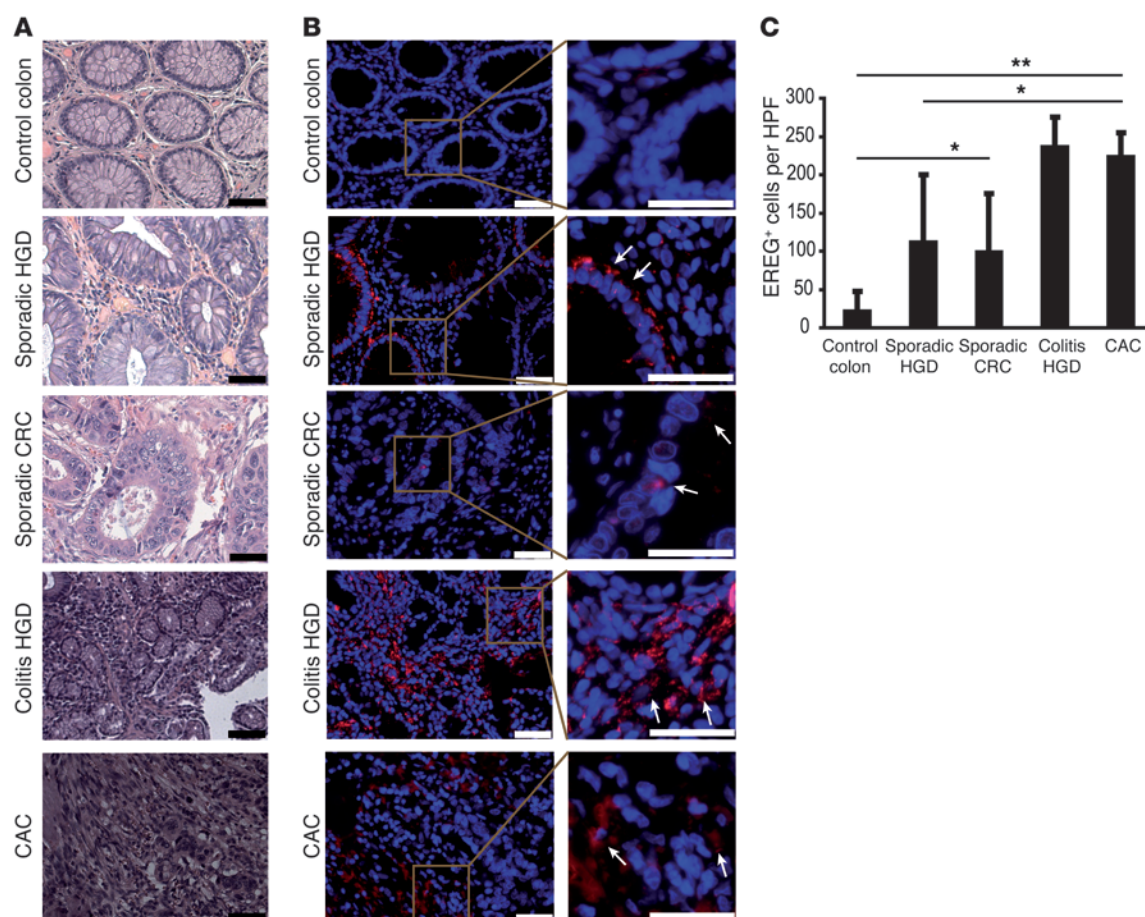 A
Control colon
Sporadic HGD
Sporadic CRC
Colitis HGD
CAC
B
Control colon
Sporadic HGD
Sporadic CRC
Colitis HGD
CAC
C
**
*
*
EREG+ cells per HPF
300
250
200
150
100
50
0
Control
colon
Sporadic
HGD
Sporadic
CRC
Colitis
HGD
CAC